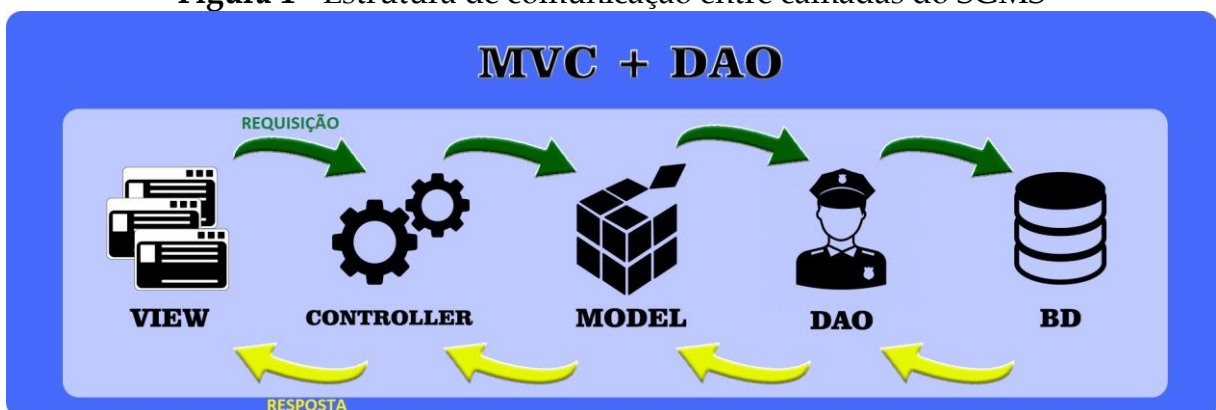 Figura 1 - Estrutura de comunicação entre camadas do SGMS
MVC + DAO
REQUISIÇÃO
VIEW CONTROLLER MODEL DAO BD
RESPOSTA